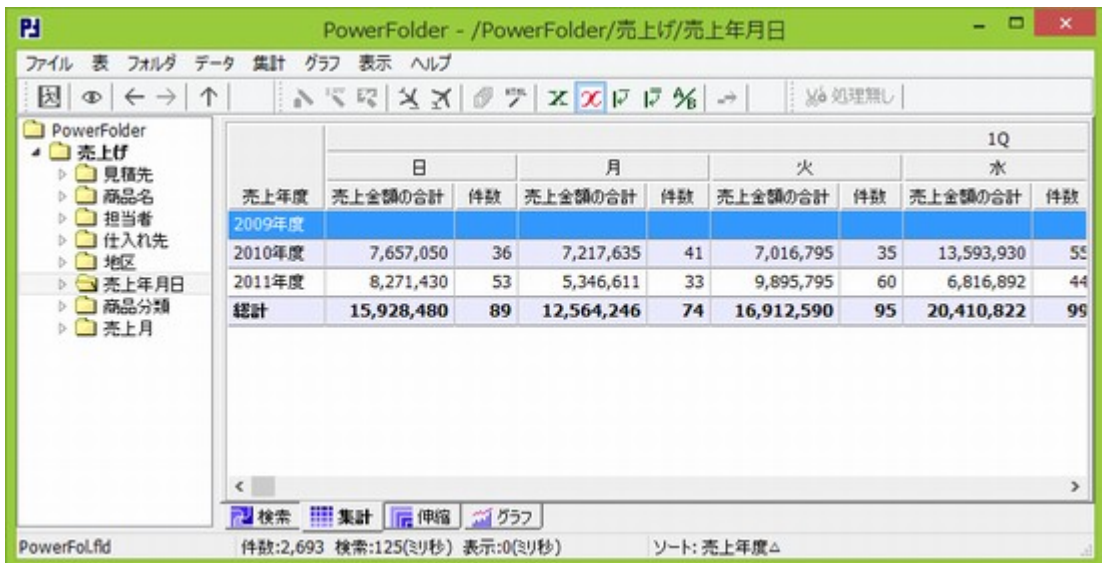 PowerFolder - /PowerFolder/売上げ/売上年月日
ファイル 表 フォルダ データ 集計 グラフ 表示 ヘルプ
処理無し
PowerFolder
売上げ
見積先
商品名
担当者
仕入れ先
地区
売上年月日
商品分類
売上月
1Q
日 月 火 水
売上年度 売上金額の合計 件数 売上金額の合計 件数 売上金額の合計 件数 売上金額の合計 件数
2009年度
2010年度 7,657,050 36 7,217,635 41 7,016,795 35 13,593,930 55
2011年度 8,271,430 53 5,346,611 33 9,895,795 60 6,816,892 44
総計 15,928,480 89 12,564,246 74 16,912,590 95 20,410,822 99
検索 集計 伸縮 グラフ
PowerFol.fld 件数:2,693 検索:125(ミリ秒) 表示:0(ミリ秒) ソート: 売上年度△